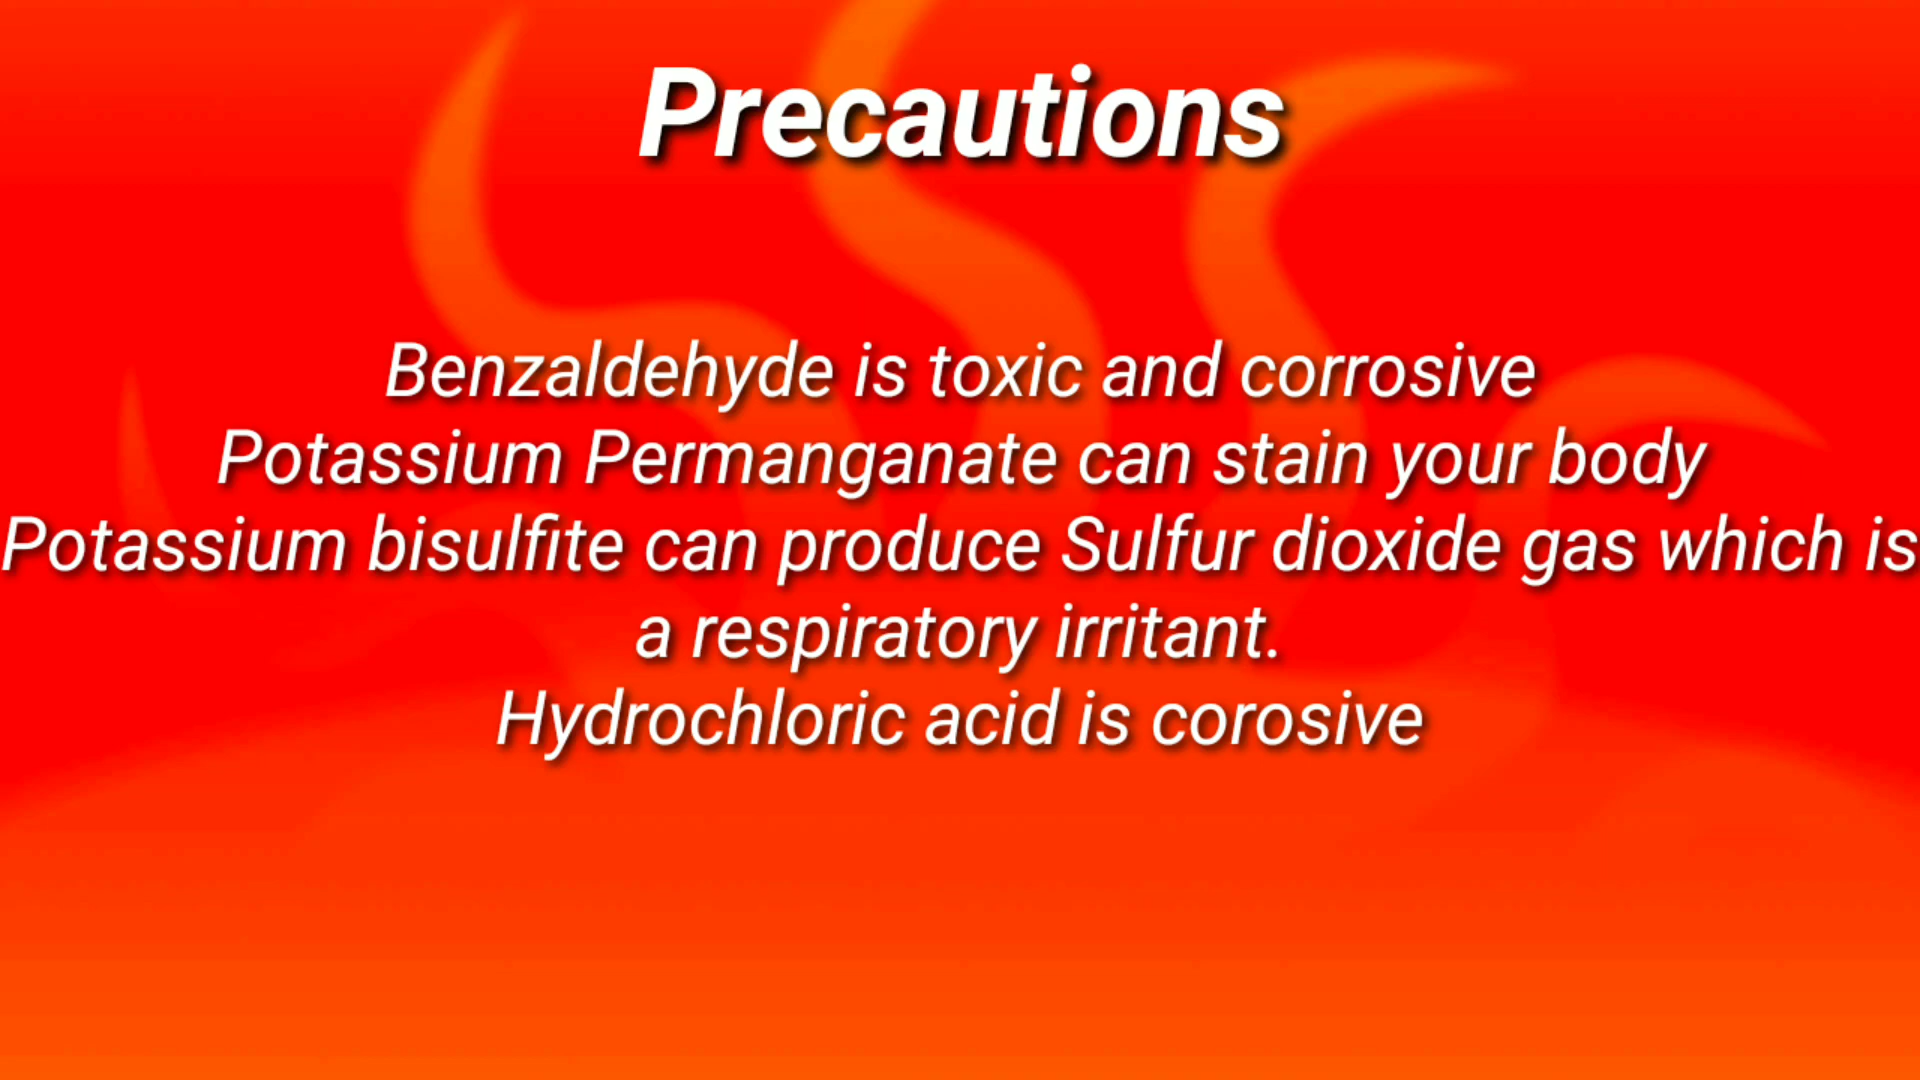 Precautions
Benzaldehyde is toxic and corrosive
Potassium Permanganate can stain your body
Potassium bisulfite can produce Sulfur dioxide gas which is
a respiratory irritant.
Hydrochloric acid is corosive